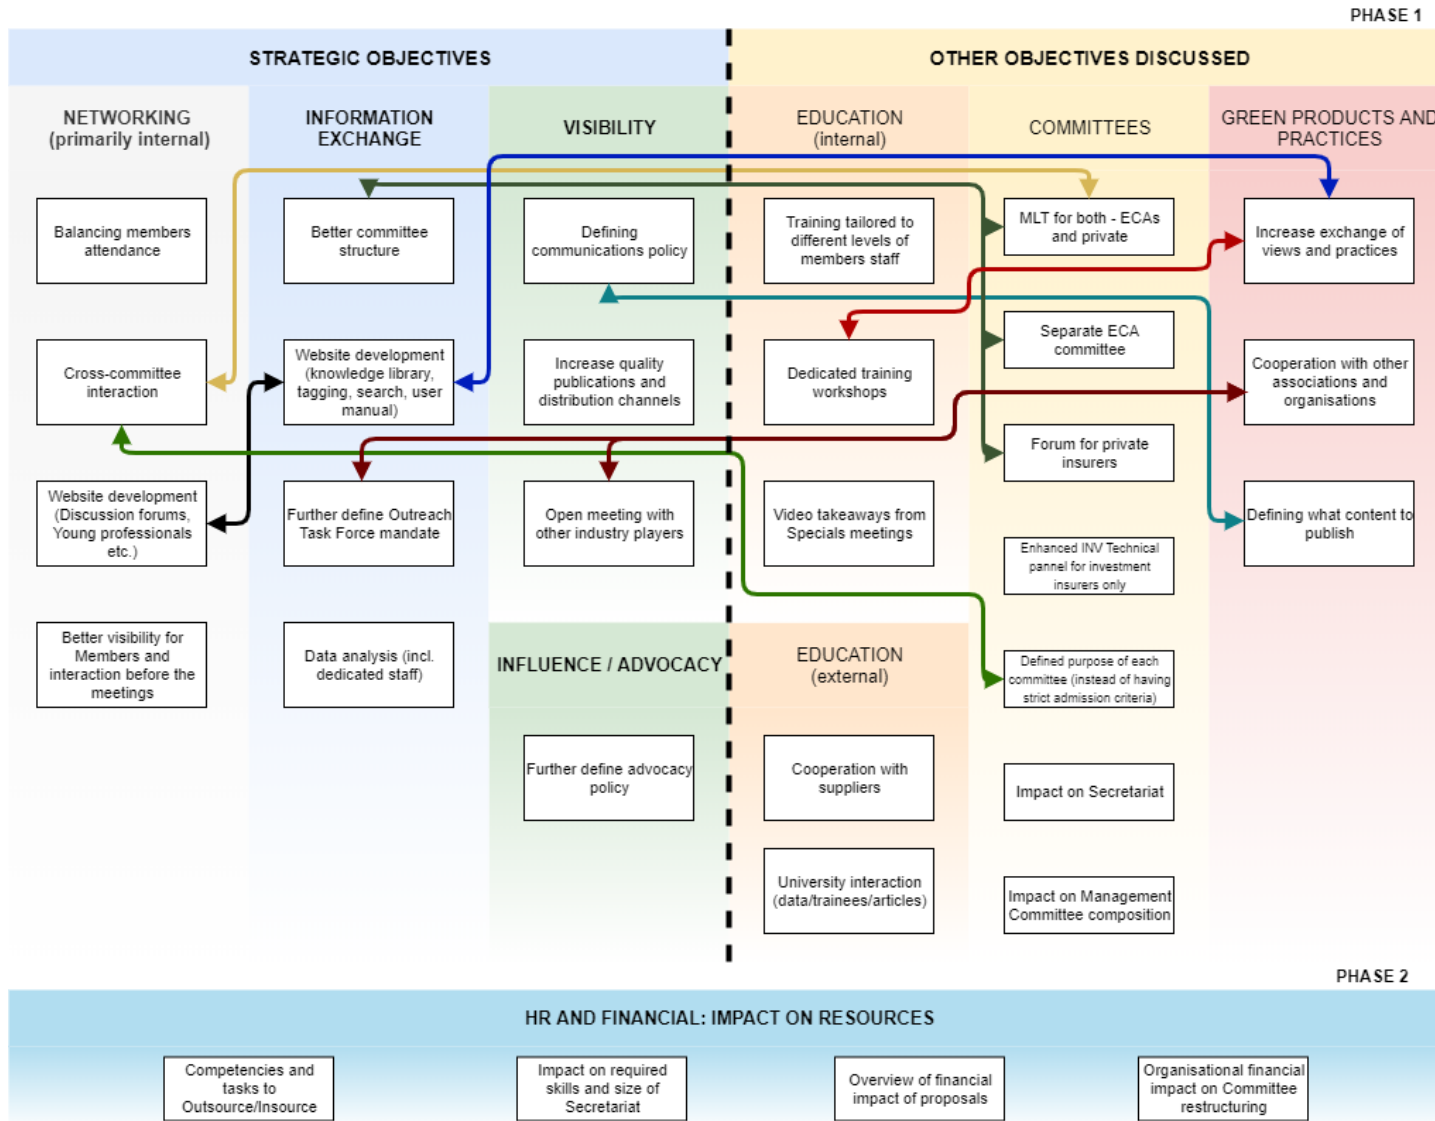 PHASE 1
STRATEGIC OBJECTIVES
OTHER OBJECTIVES DISCUSSED
NETWORKING
(primarily internal)
INFORMATION
EXCHANGE
VISIBILITY
EDUCATION
(internal)
COMMITTEES
GREEN PRODUCTS AND
PRACTICES
Balancing members
attendance
Better committee
structure
Defining
communications policy
Training tailored to
different levels of
members staff
MLT for both - ECAs
and private
Increase exchange of
views and practices
Cross-committee
interaction
Website development
(knowledge library,
tagging, search, user
manual)
Increase quality
publications and
distribution channels
Dedicated training
workshops
Separate ECA
committee
Cooperation with other
associations and
organisations
Forum for private
insurers
Website development
(Discussion forums,
Young professionals
etc.)
Further define Outreach
Task Force mandate
Open meeting with
other industry players
Video takeaways from
Specials meetings
Enhanced INV Technical
pannel for investment
insurers only
Defining what content to
publish
Better visibility for
Members and
interaction before the
meetings
Data analysis (incl.
dedicated staff)
INFLUENCE / ADVOCACY
EDUCATION
(external)
Defined purpose of each
committee (instead of having
strict admission criteria)
Further define advocacy
policy
Cooperation with
suppliers
Impact on Secretariat
University interaction
(data/trainees/articles)
Impact on Management
Committee composition
PHASE 2
HR AND FINANCIAL: IMPACT ON RESOURCES
Competencies and
tasks to
Outsource/Insource
Impact on required
skills and size of
Secretariat
Overview of financial
impact of proposals
Organisational financial
impact on Committee
restructuring